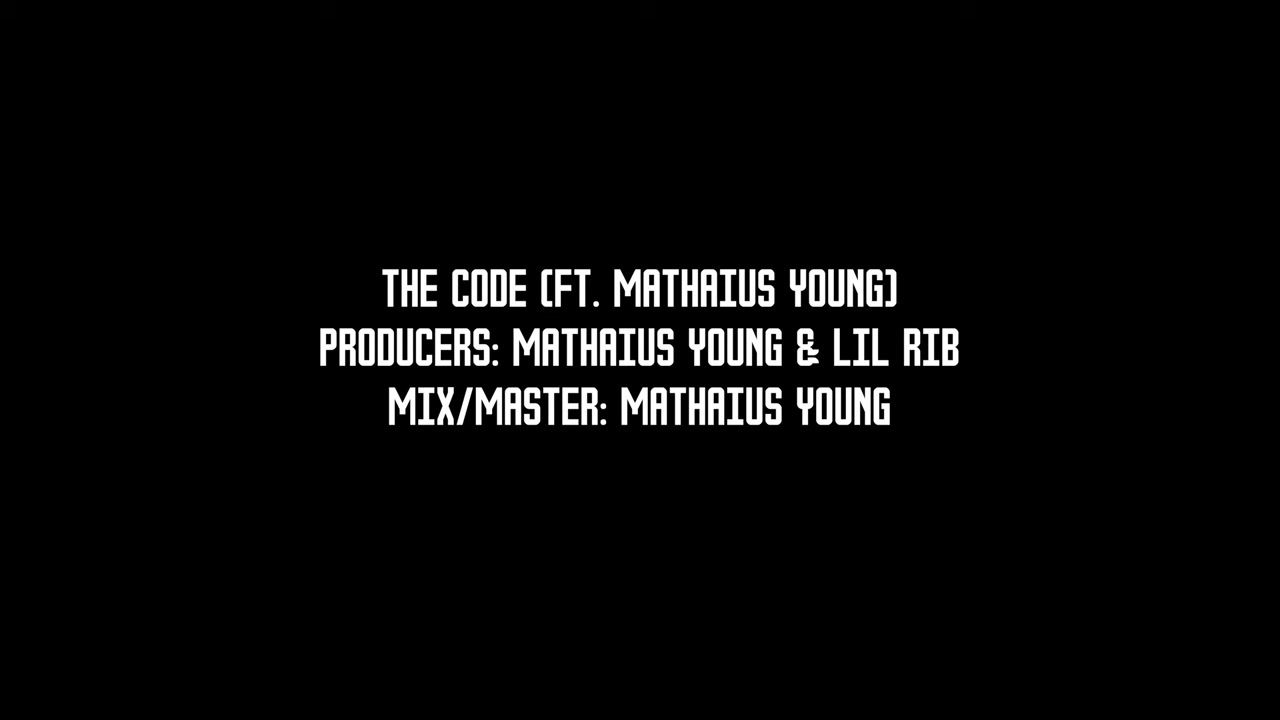 THE CODE (FT. MATHAIUS YOUNG)
PRODUCERS: MATHAIUS YOUNG & LIL RIB
MIX/MASTER: MATHAIUS YOUNG